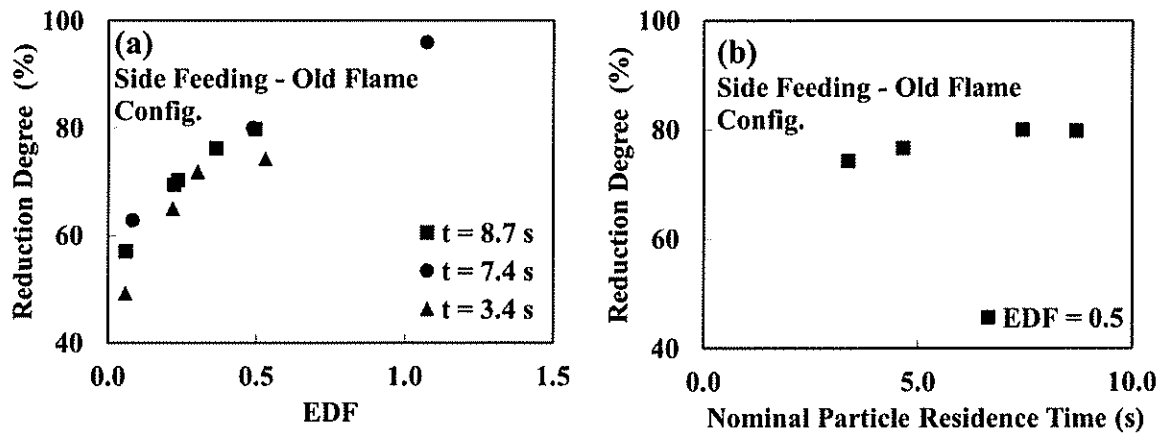 (a)
Side Feeding - Old Flame
Config.
Reduction Degree (%)
100
80
60
40
0.0
0.5
1.0
1.5
EDF
t = 8.7 s
t = 7.4 s
t = 3.4 s
(b)
Side Feeding - Old Flame
Config.
Reduction Degree (%)
100
80
60
40
0.0
5.0
10.0
Nominal Particle Residence Time (s)
EDF = 0.5